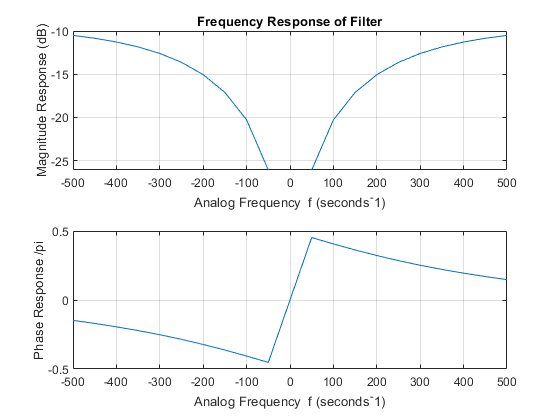 Frequency Response of Filter
Magnitude Response (dB)
-10
-15
-20
-25
-500 -400 -300 -200 -100 0 100 200 300 400 500
Analog Frequency f (seconds^-1)
Phase Response /pi
0.5
0
-0.5
-500 -400 -300 -200 -100 0 100 200 300 400 500
Analog Frequency f (seconds^-1)